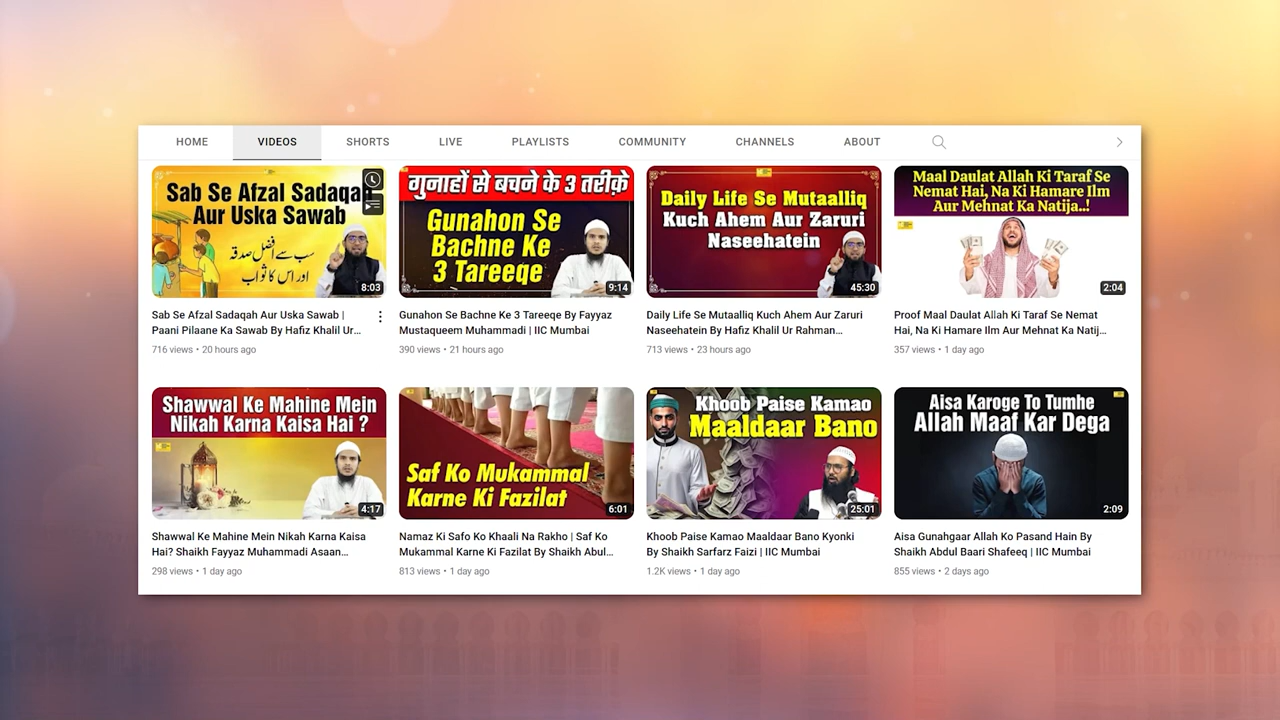 HOME VIDEOS SHORTS LIVE PLAYLISTS COMMUNITY CHANNELS ABOUT
Sab Se Afzal Sadaqah
Aur Uska Sawab
سب سے افضل صدقہ
اور اس کا ثواب
8:03
Sab Se Afzal Sadaqah Aur Uska Sawab |
Paani Pilaane Ka Sawab By Hafiz Khalil Ur...
716 views • 20 hours ago
गुनाहों से बचने के 3 तरीक़े
Gunahon Se
Bachne Ke
3 Tareeqe
9:14
Gunahon Se Bachne Ke 3 Tareeqe By Fayyaz
Mustaqueem Muhammadi | IIC Mumbai
390 views • 21 hours ago
Daily Life Se Mutaalliq
Kuch Ahem Aur Zaruri
Naseehatein
45:30
Daily Life Se Mutaalliq Kuch Ahem Aur Zaruri
Naseehatein By Hafiz Khalil Ur Rahman...
713 views • 23 hours ago
Maal Daulat Allah Ki Taraf Se
Nemat Hai, Na Ki Hamare Ilm
Aur Mehnat Ka Natija..!
2:04
Proof Maal Daulat Allah Ki Taraf Se Nemat
Hai, Na Ki Hamare Ilm Aur Mehnat Ka Natij...
357 views • 1 day ago
Shawwal Ke Mahine Mein
Nikah Karna Kaisa Hai ?
4:17
Shawwal Ke Mahine Mein Nikah Karna Kaisa
Hai? Shaikh Fayyaz Muhammadi Asaan...
298 views • 1 day ago
Saf Ko Mukammal
Karne Ki Fazilat
6:01
Namaz Ki Safo Ko Khaali Na Rakho | Saf Ko
Mukammal Karne Ki Fazilat By Shaikh Abul...
813 views • 1 day ago
Khoob Paise Kamao
Maaldaar Bano
25:01
Khoob Paise Kamao Maaldaar Bano Kyonki
By Shaikh Sarfarz Faizi | IIC Mumbai
1.2K views • 1 day ago
Aisa Karoge To Tumhe
Allah Maaf Kar Dega
2:09
Aisa Gunahgaar Allah Ko Pasand Hain By
Shaikh Abdul Baari Shafeeq | IIC Mumbai
855 views • 2 days ago